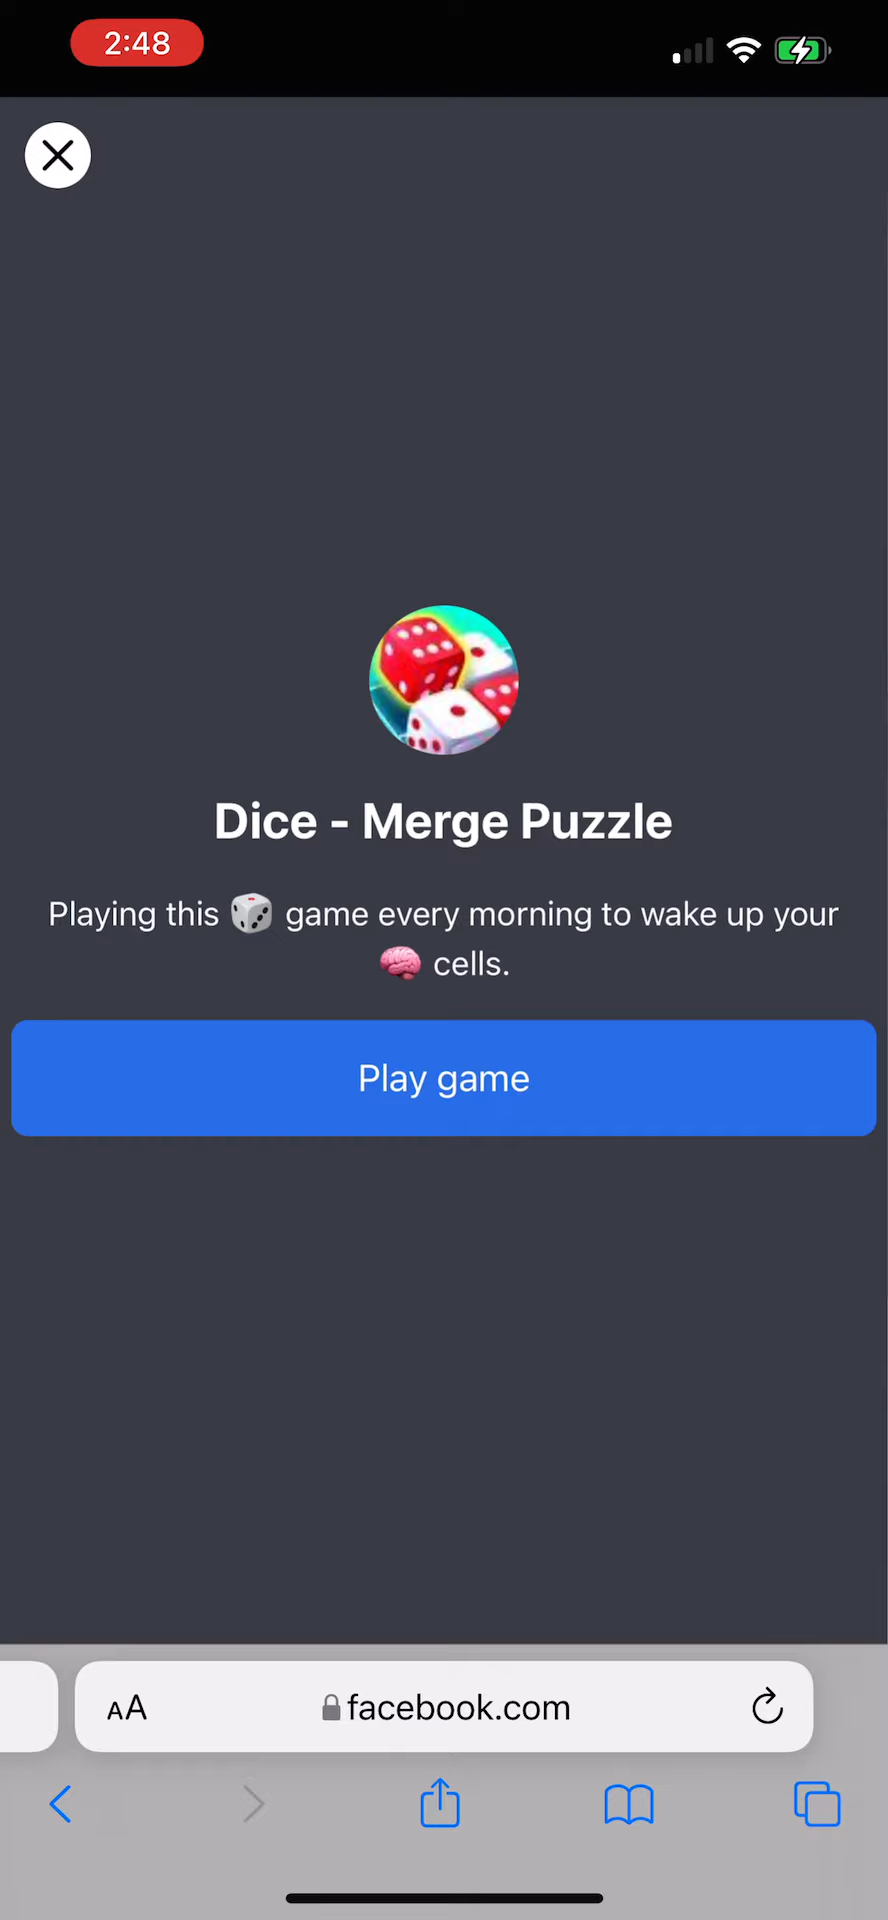 2:48
Dice - Merge Puzzle
Playing this 🎲 game every morning to wake up your
🧠 cells.
Play game
AA
facebook.com